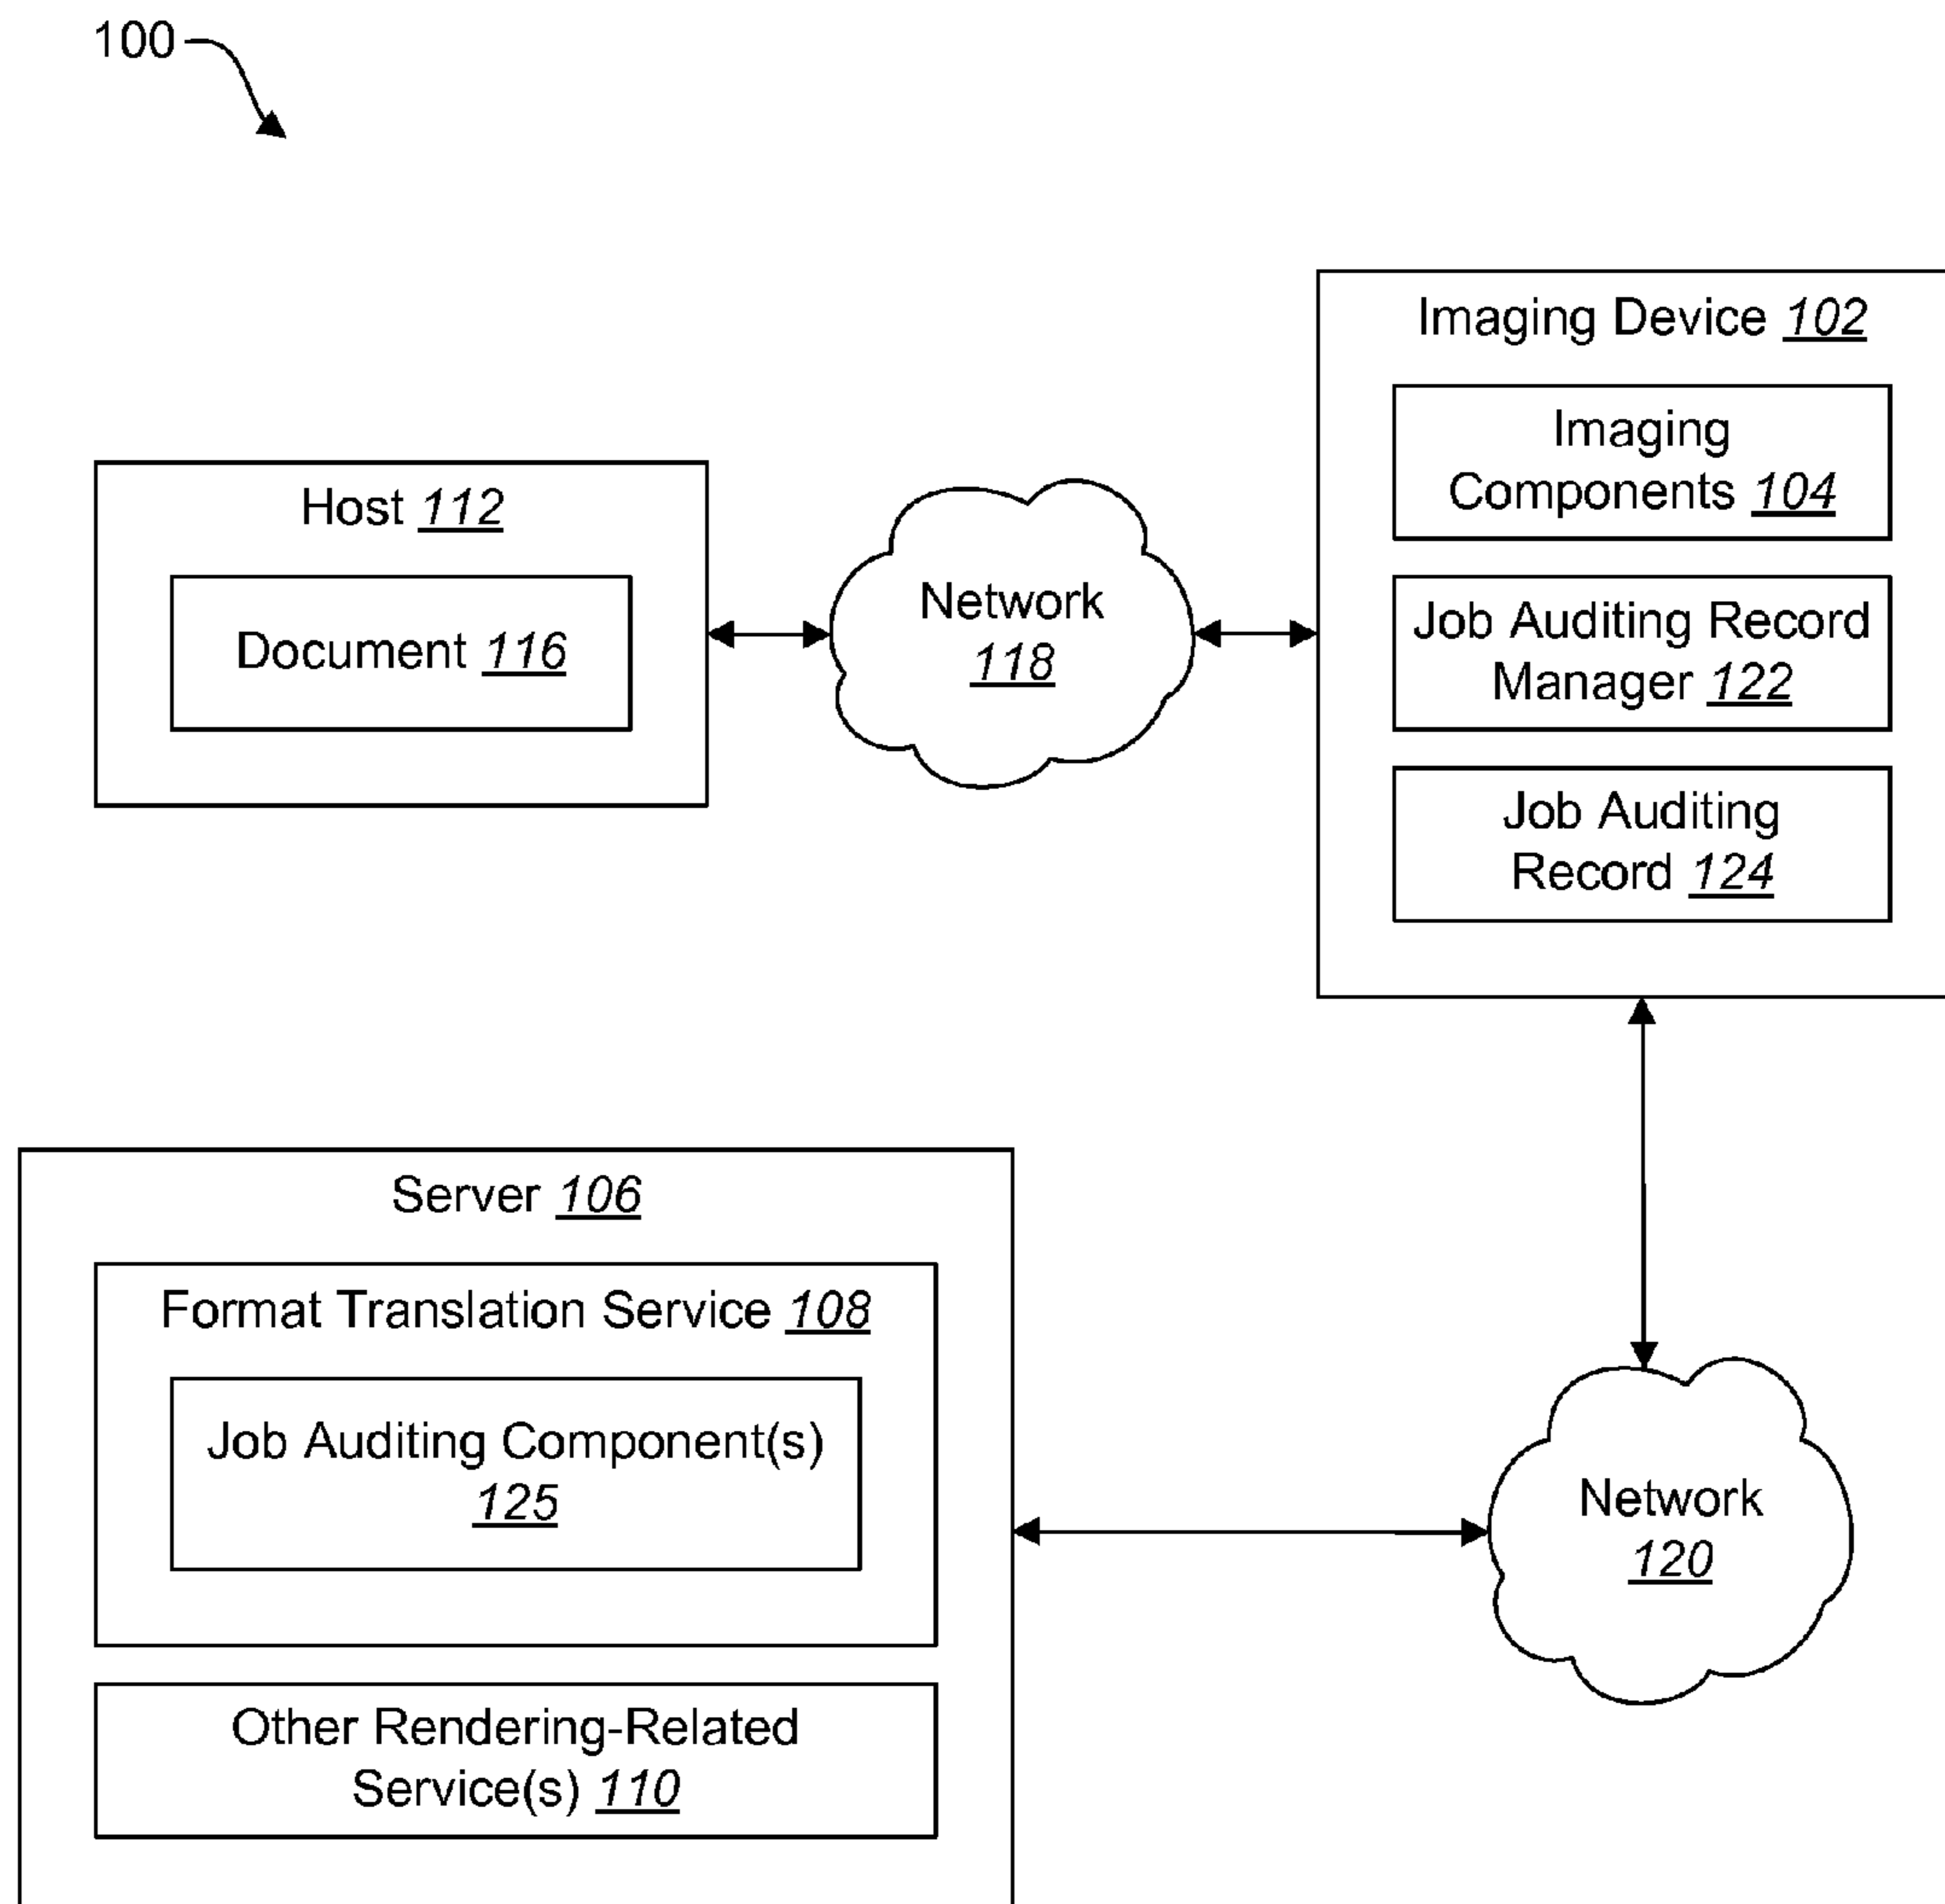 100
Imaging Device 102
Imaging
Components 104
Job Auditing Record
Manager 122
Job Auditing
Record 124
Host 112
Document 116
Network
118
Server 106
Format Translation Service 108
Job Auditing Component(s)
125
Other Rendering-Related
Service(s) 110
Network
120